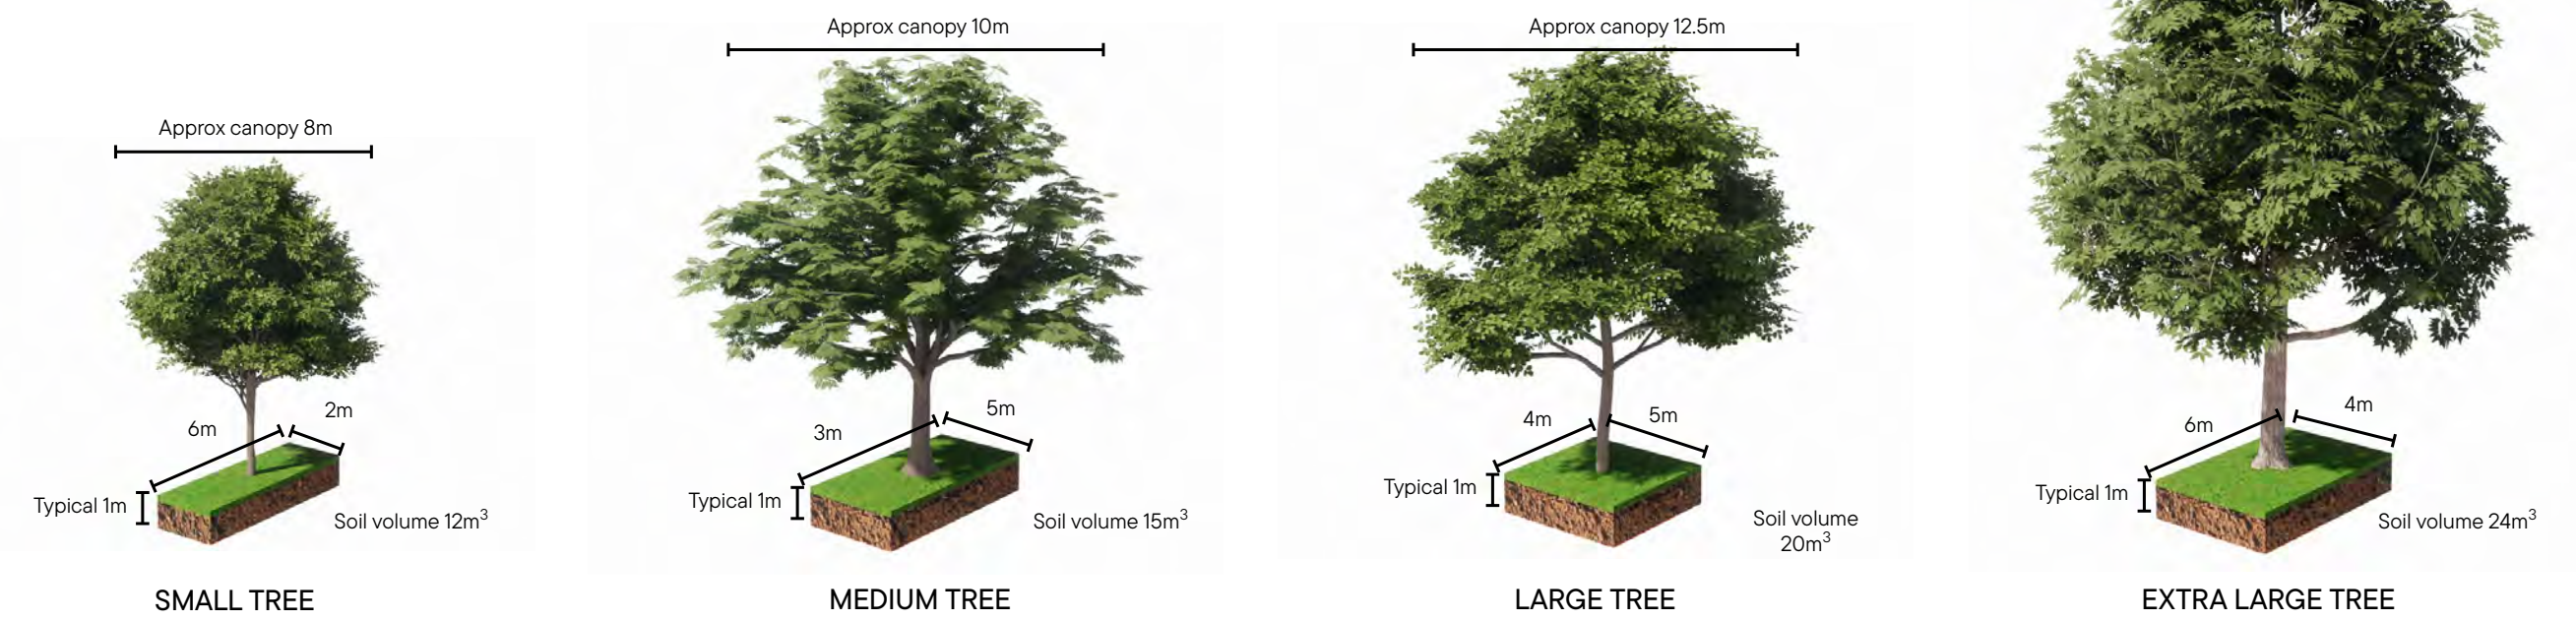 Approx canopy 8m
6m
2m
Typical 1m
Soil volume 12m³
SMALL TREE
Approx canopy 10m
3m
5m
Typical 1m
Soil volume 15m³
MEDIUM TREE
Approx canopy 12.5m
4m
5m
Typical 1m
Soil volume
20m³
LARGE TREE
6m
4m
Typical 1m
Soil volume 24m³
EXTRA LARGE TREE